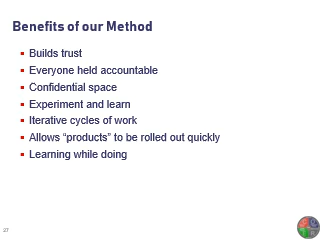 Benefits of our Method
Builds trust
Everyone held accountable
Confidential space
Experiment and learn
Iterative cycles of work
Allows “products” to be rolled out quickly
Learning while doing
27